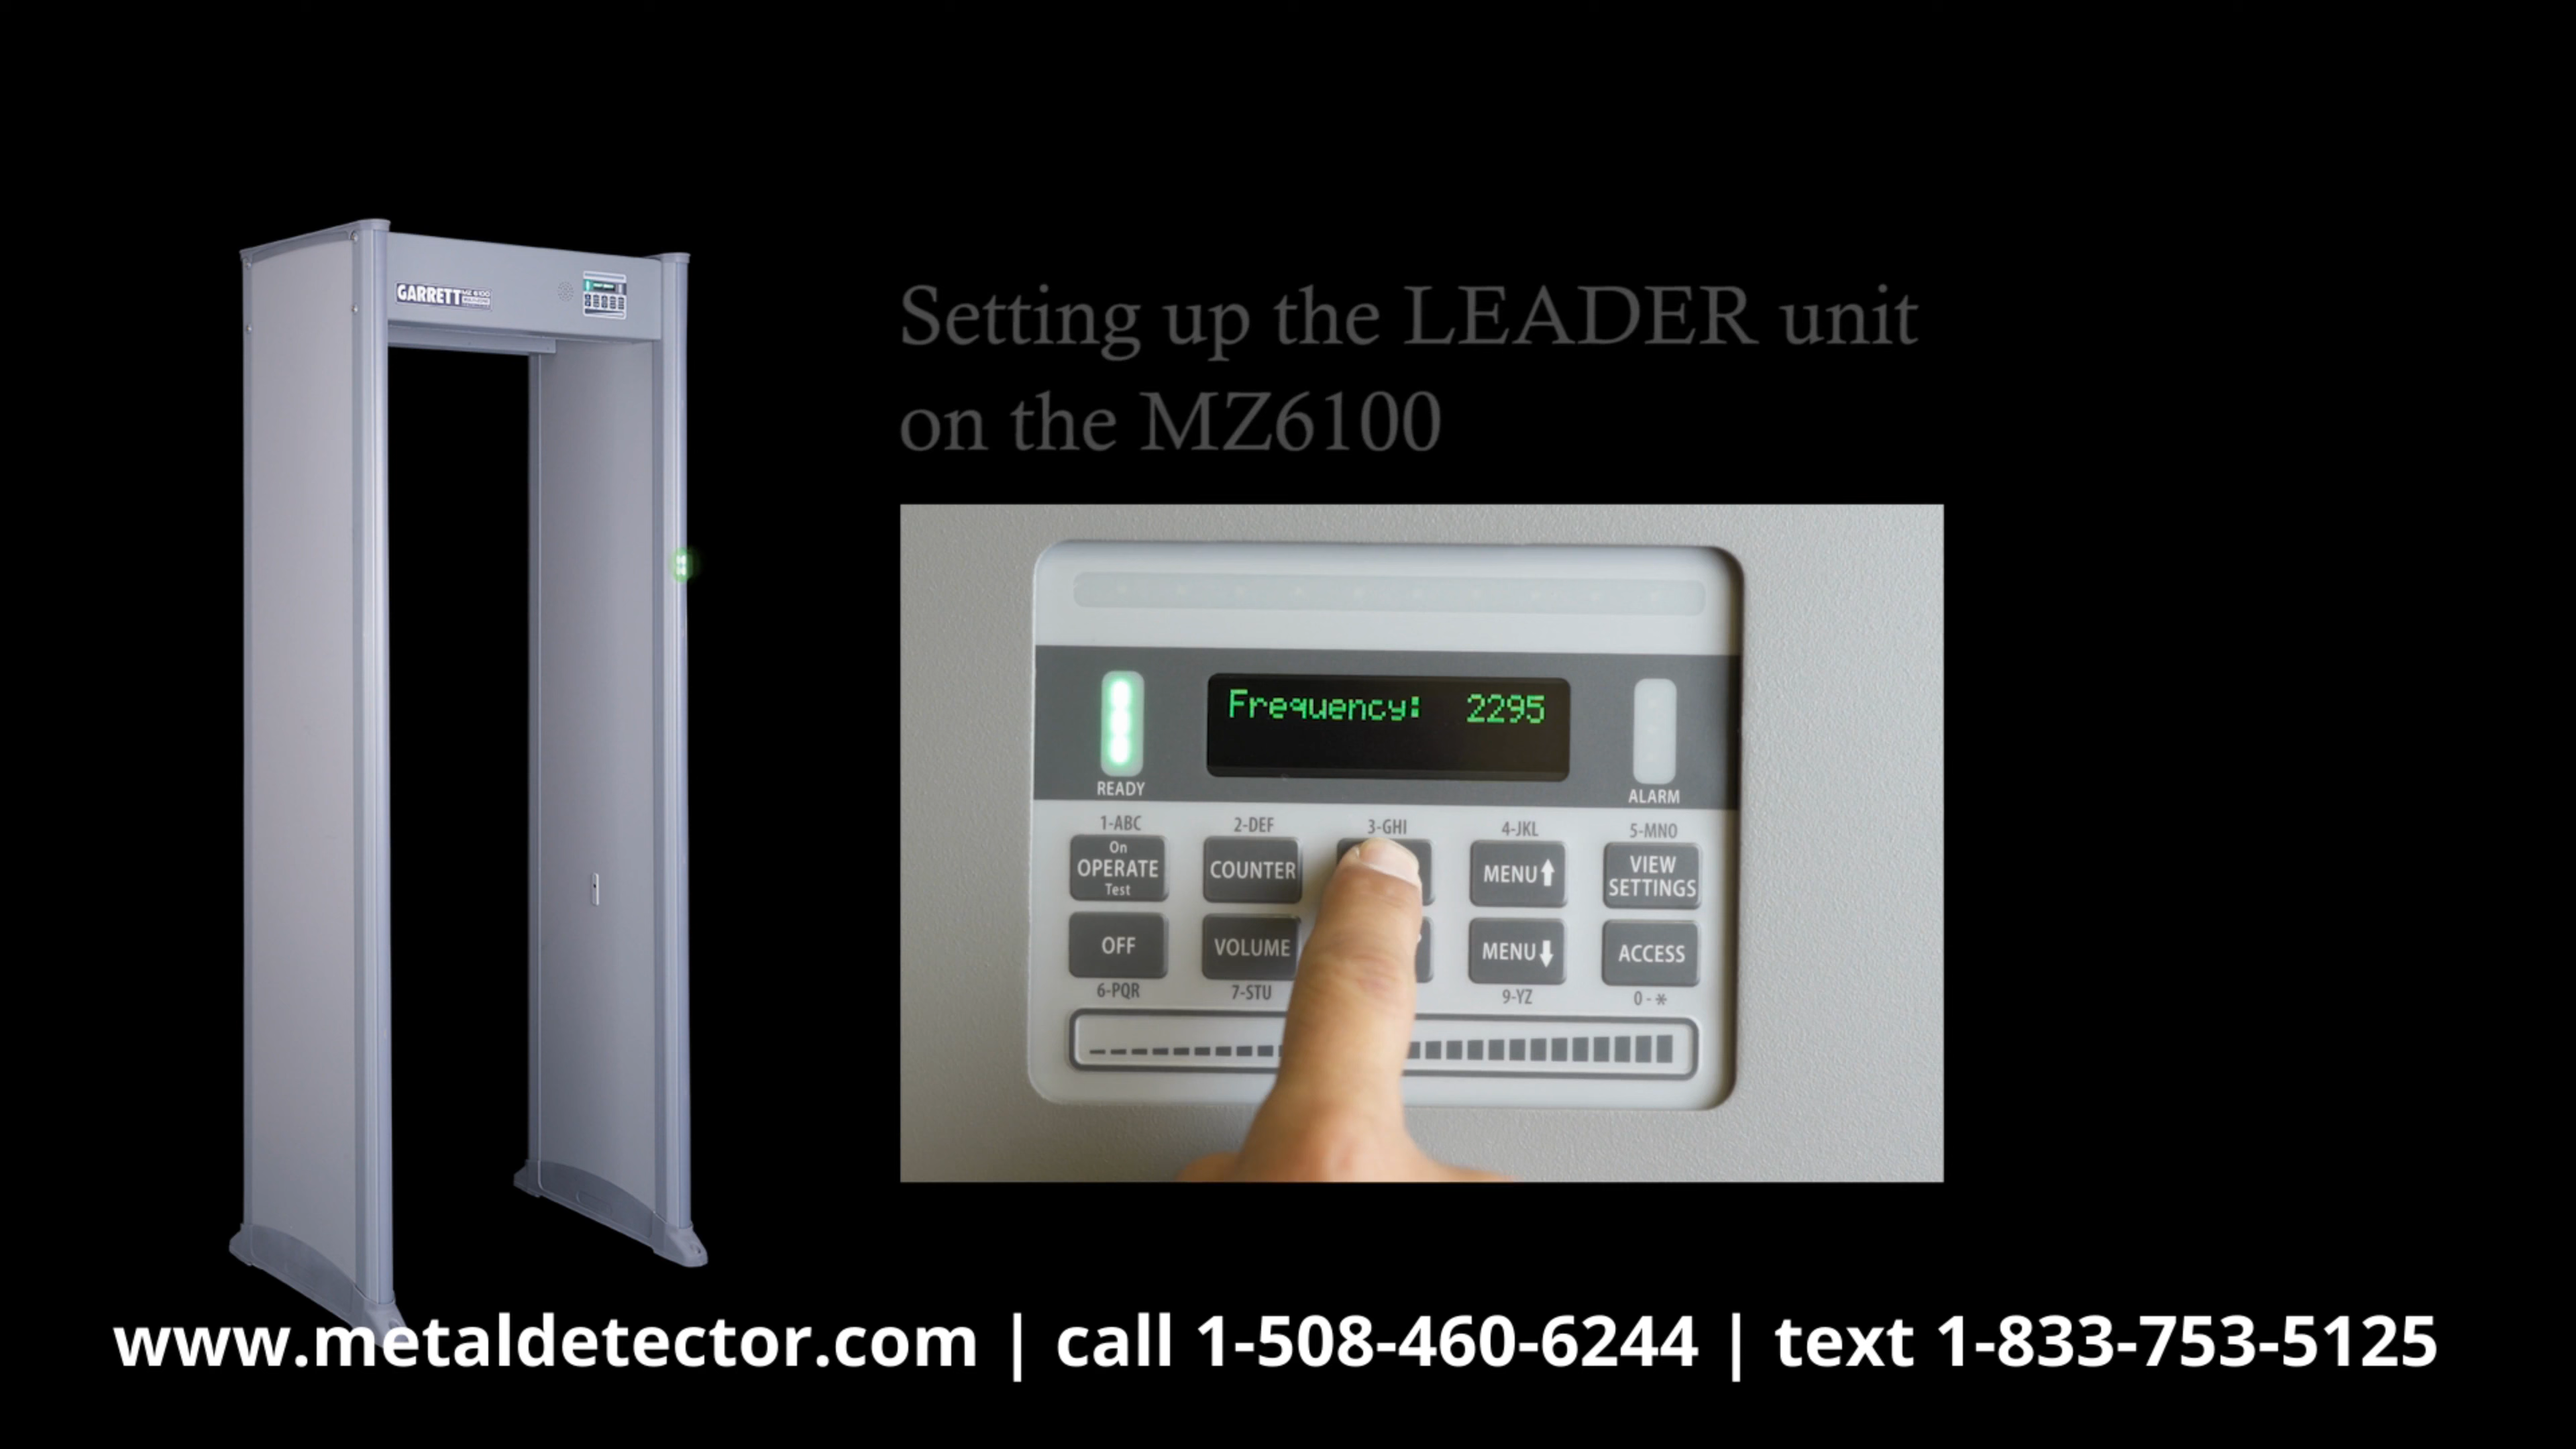 GARRETT MZ 6100
Setting up the LEADER unit
on the MZ6100
Frequency: 2295
READY
ALARM
1-ABC 2-DEF 3-GHI 4-JKL 5-MNO
On
OPERATE
Test
COUNTER
MENU⬆
VIEW
SETTINGS
OFF
VOLUME
MENU⬇
ACCESS
6-PQR 7-STU 9-YZ 0-*
www.metaldetector.com | call 1-508-460-6244 | text 1-833-753-5125